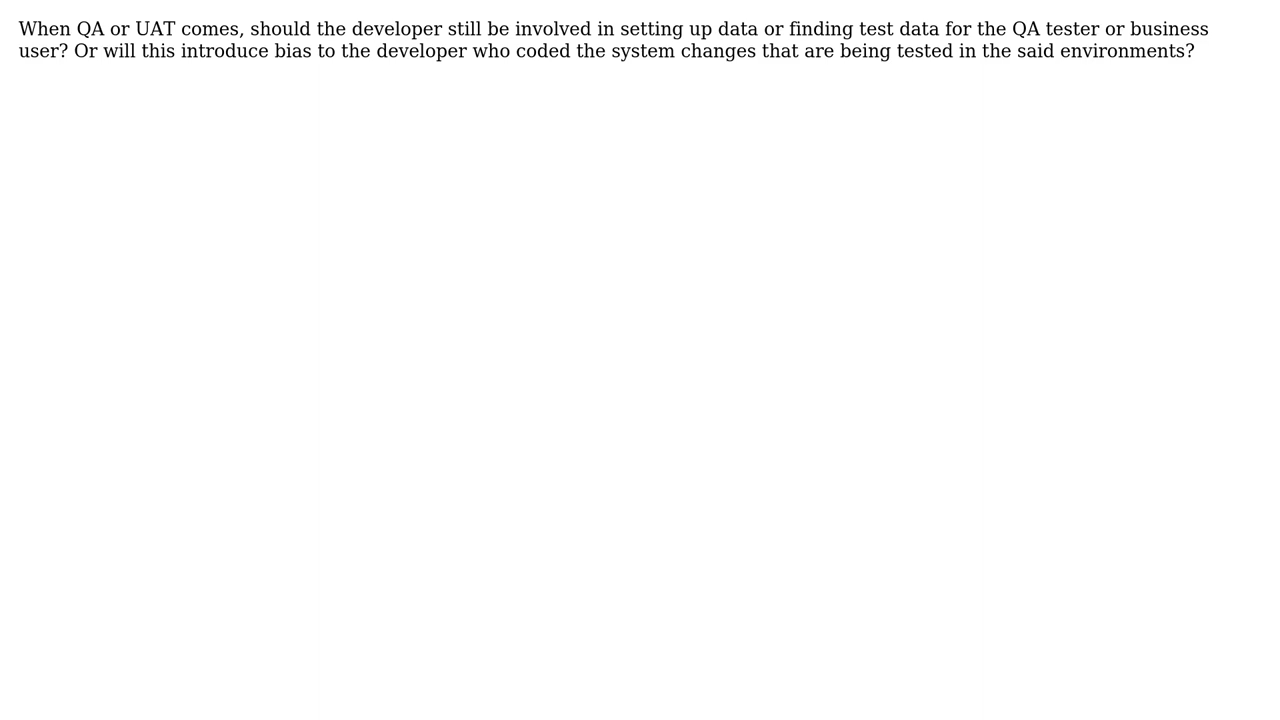 When QA or UAT comes, should the developer still be involved in setting up data or finding test data for the QA tester or business
user? Or will this introduce bias to the developer who coded the system changes that are being tested in the said environments?